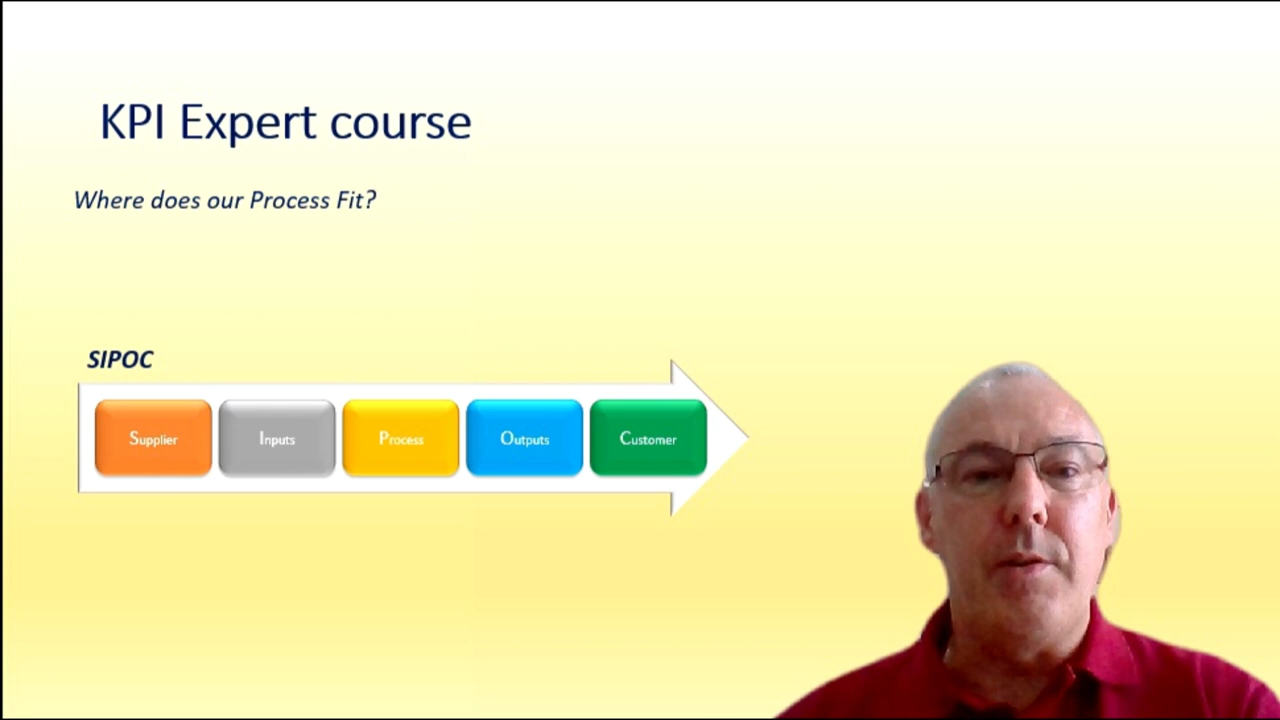 KPI Expert course
Where does our Process Fit?
SIPOC
Supplier Inputs Process Outputs Customer